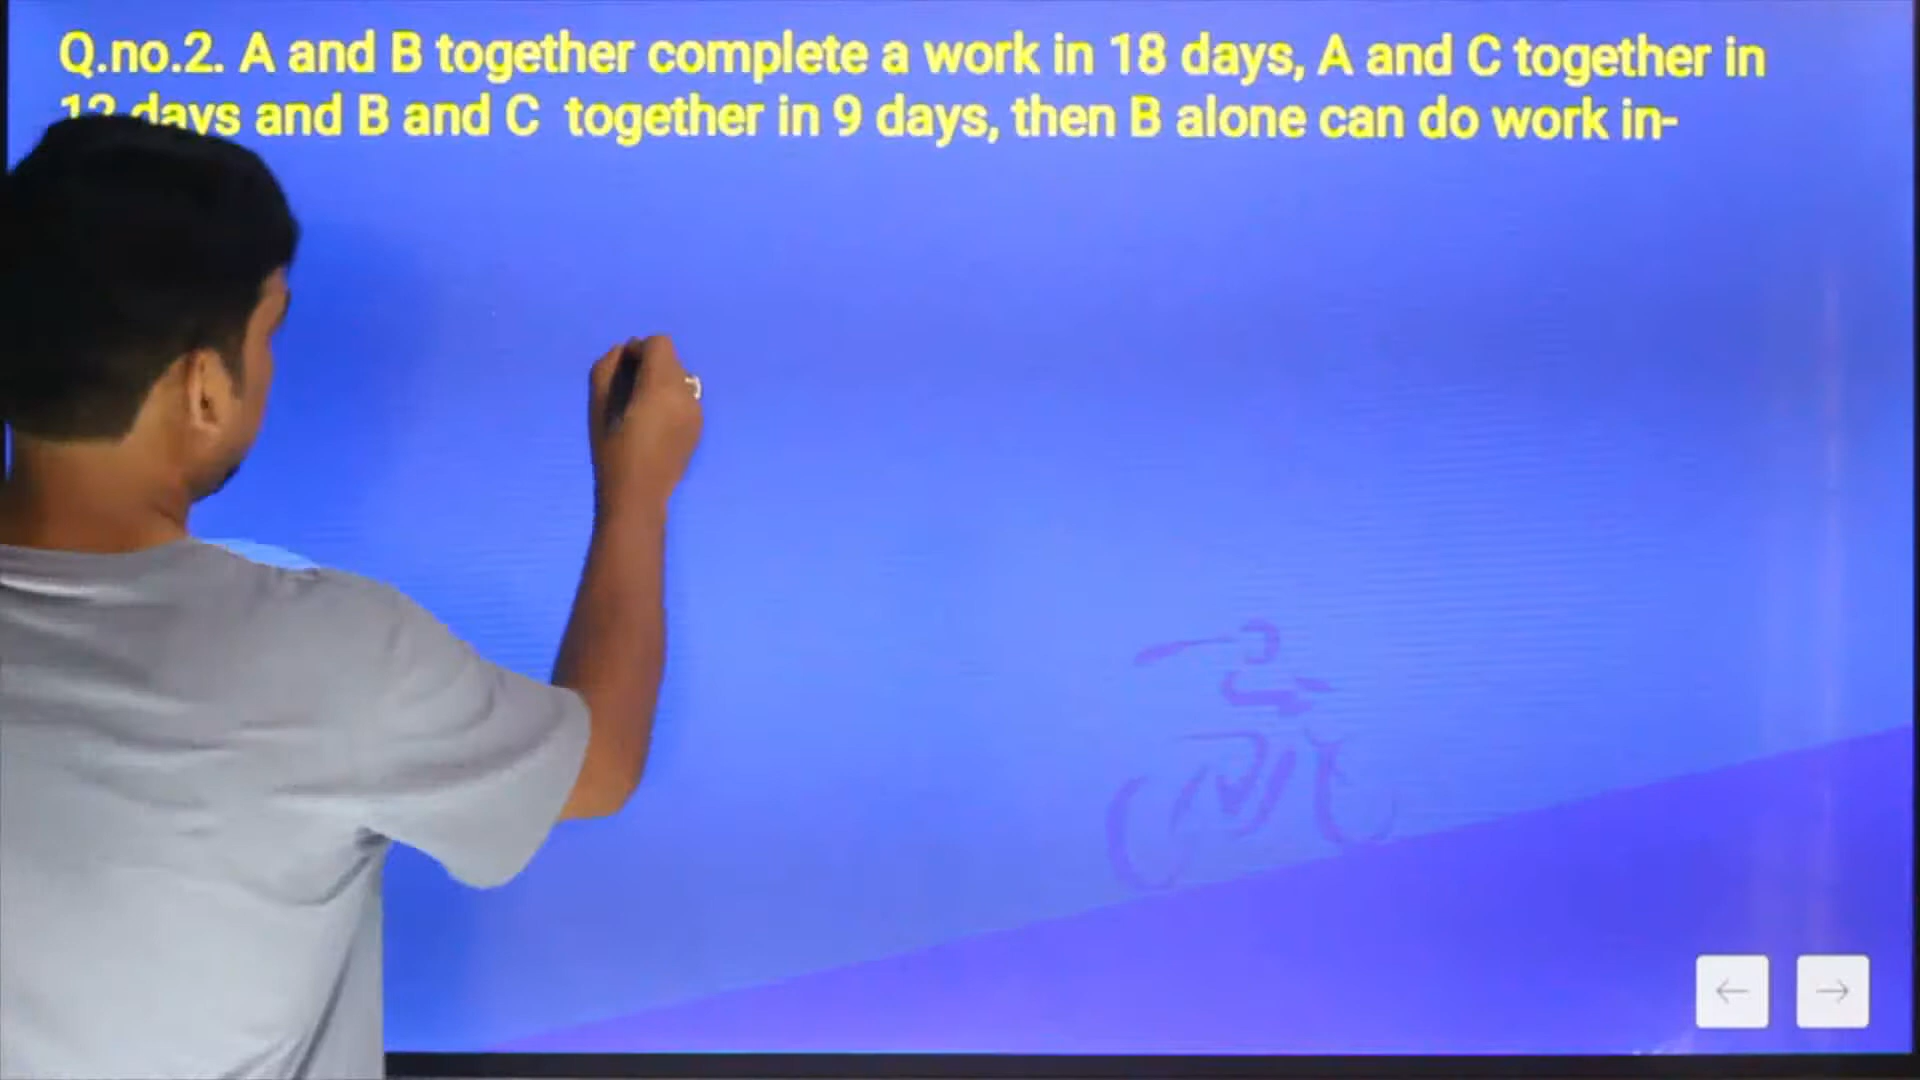 Q.no.2. A and B together complete a work in 18 days, A and C together in
12 days and B and C together in 9 days, then B alone can do work in-